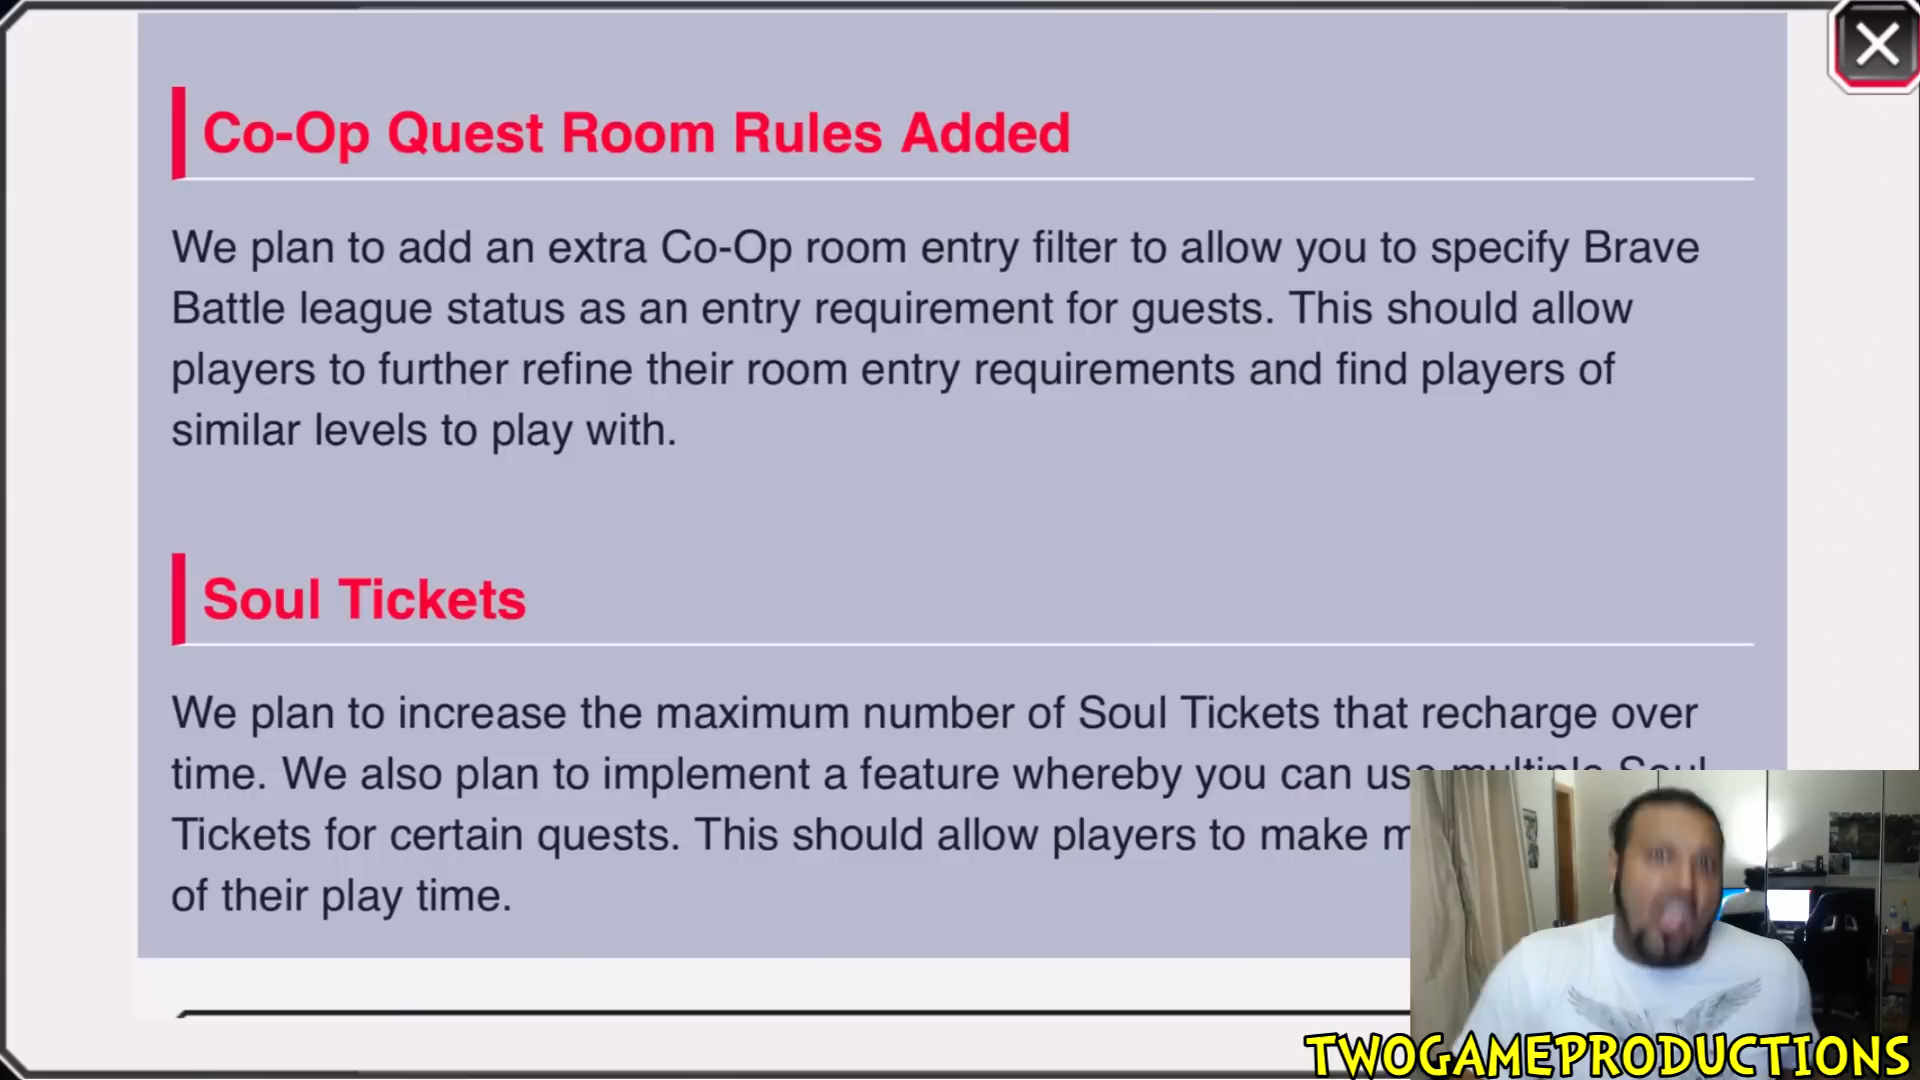 Co-Op Quest Room Rules Added
We plan to add an extra Co-Op room entry filter to allow you to specify Brave
Battle league status as an entry requirement for guests. This should allow
players to further refine their room entry requirements and find players of
similar levels to play with.
Soul Tickets
We plan to increase the maximum number of Soul Tickets that recharge over
time. We also plan to implement a feature whereby you can use multiple Soul
Tickets for certain quests. This should allow players to make
of their play time.
TWOGAMEPRODUCTIONS